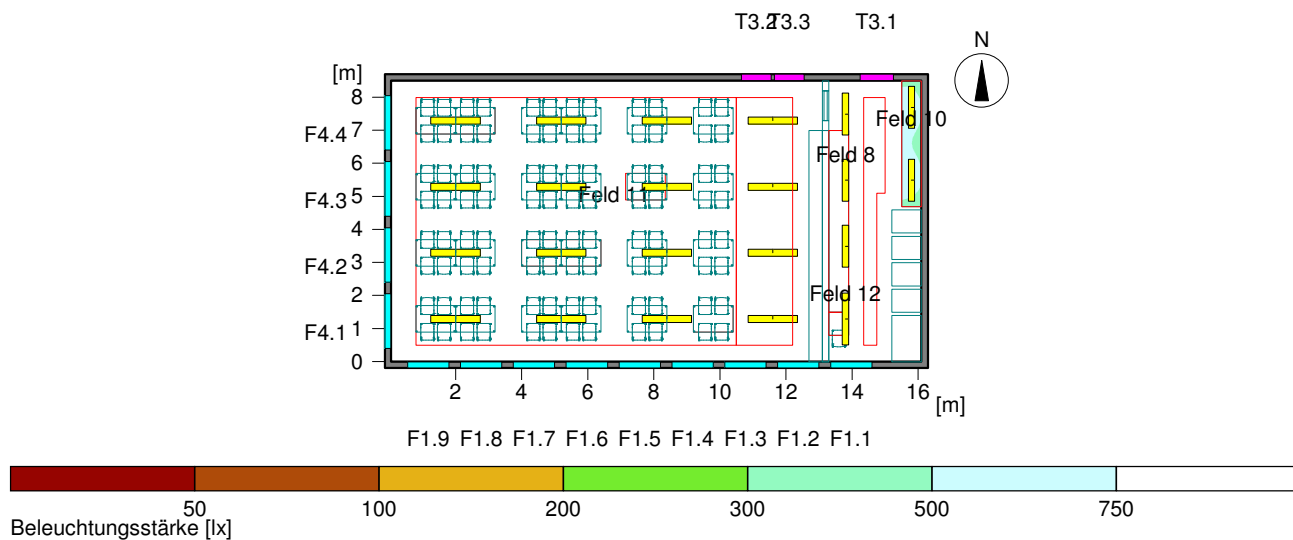 T3.2 T3.3 T3.1
N
[m]
8
7
6
5
4
3
2
1
0
F4.4
F4.3
F4.2
F4.1
Feld 10
Feld 8
Feld 11
Feld 12
2 4 6 8 10 12 14 16
[m]
F1.9 F1.8 F1.7 F1.6 F1.5 F1.4 F1.3 F1.2 F1.1
50 100 200 300 500 750
Beleuchtungsstärke [lx]